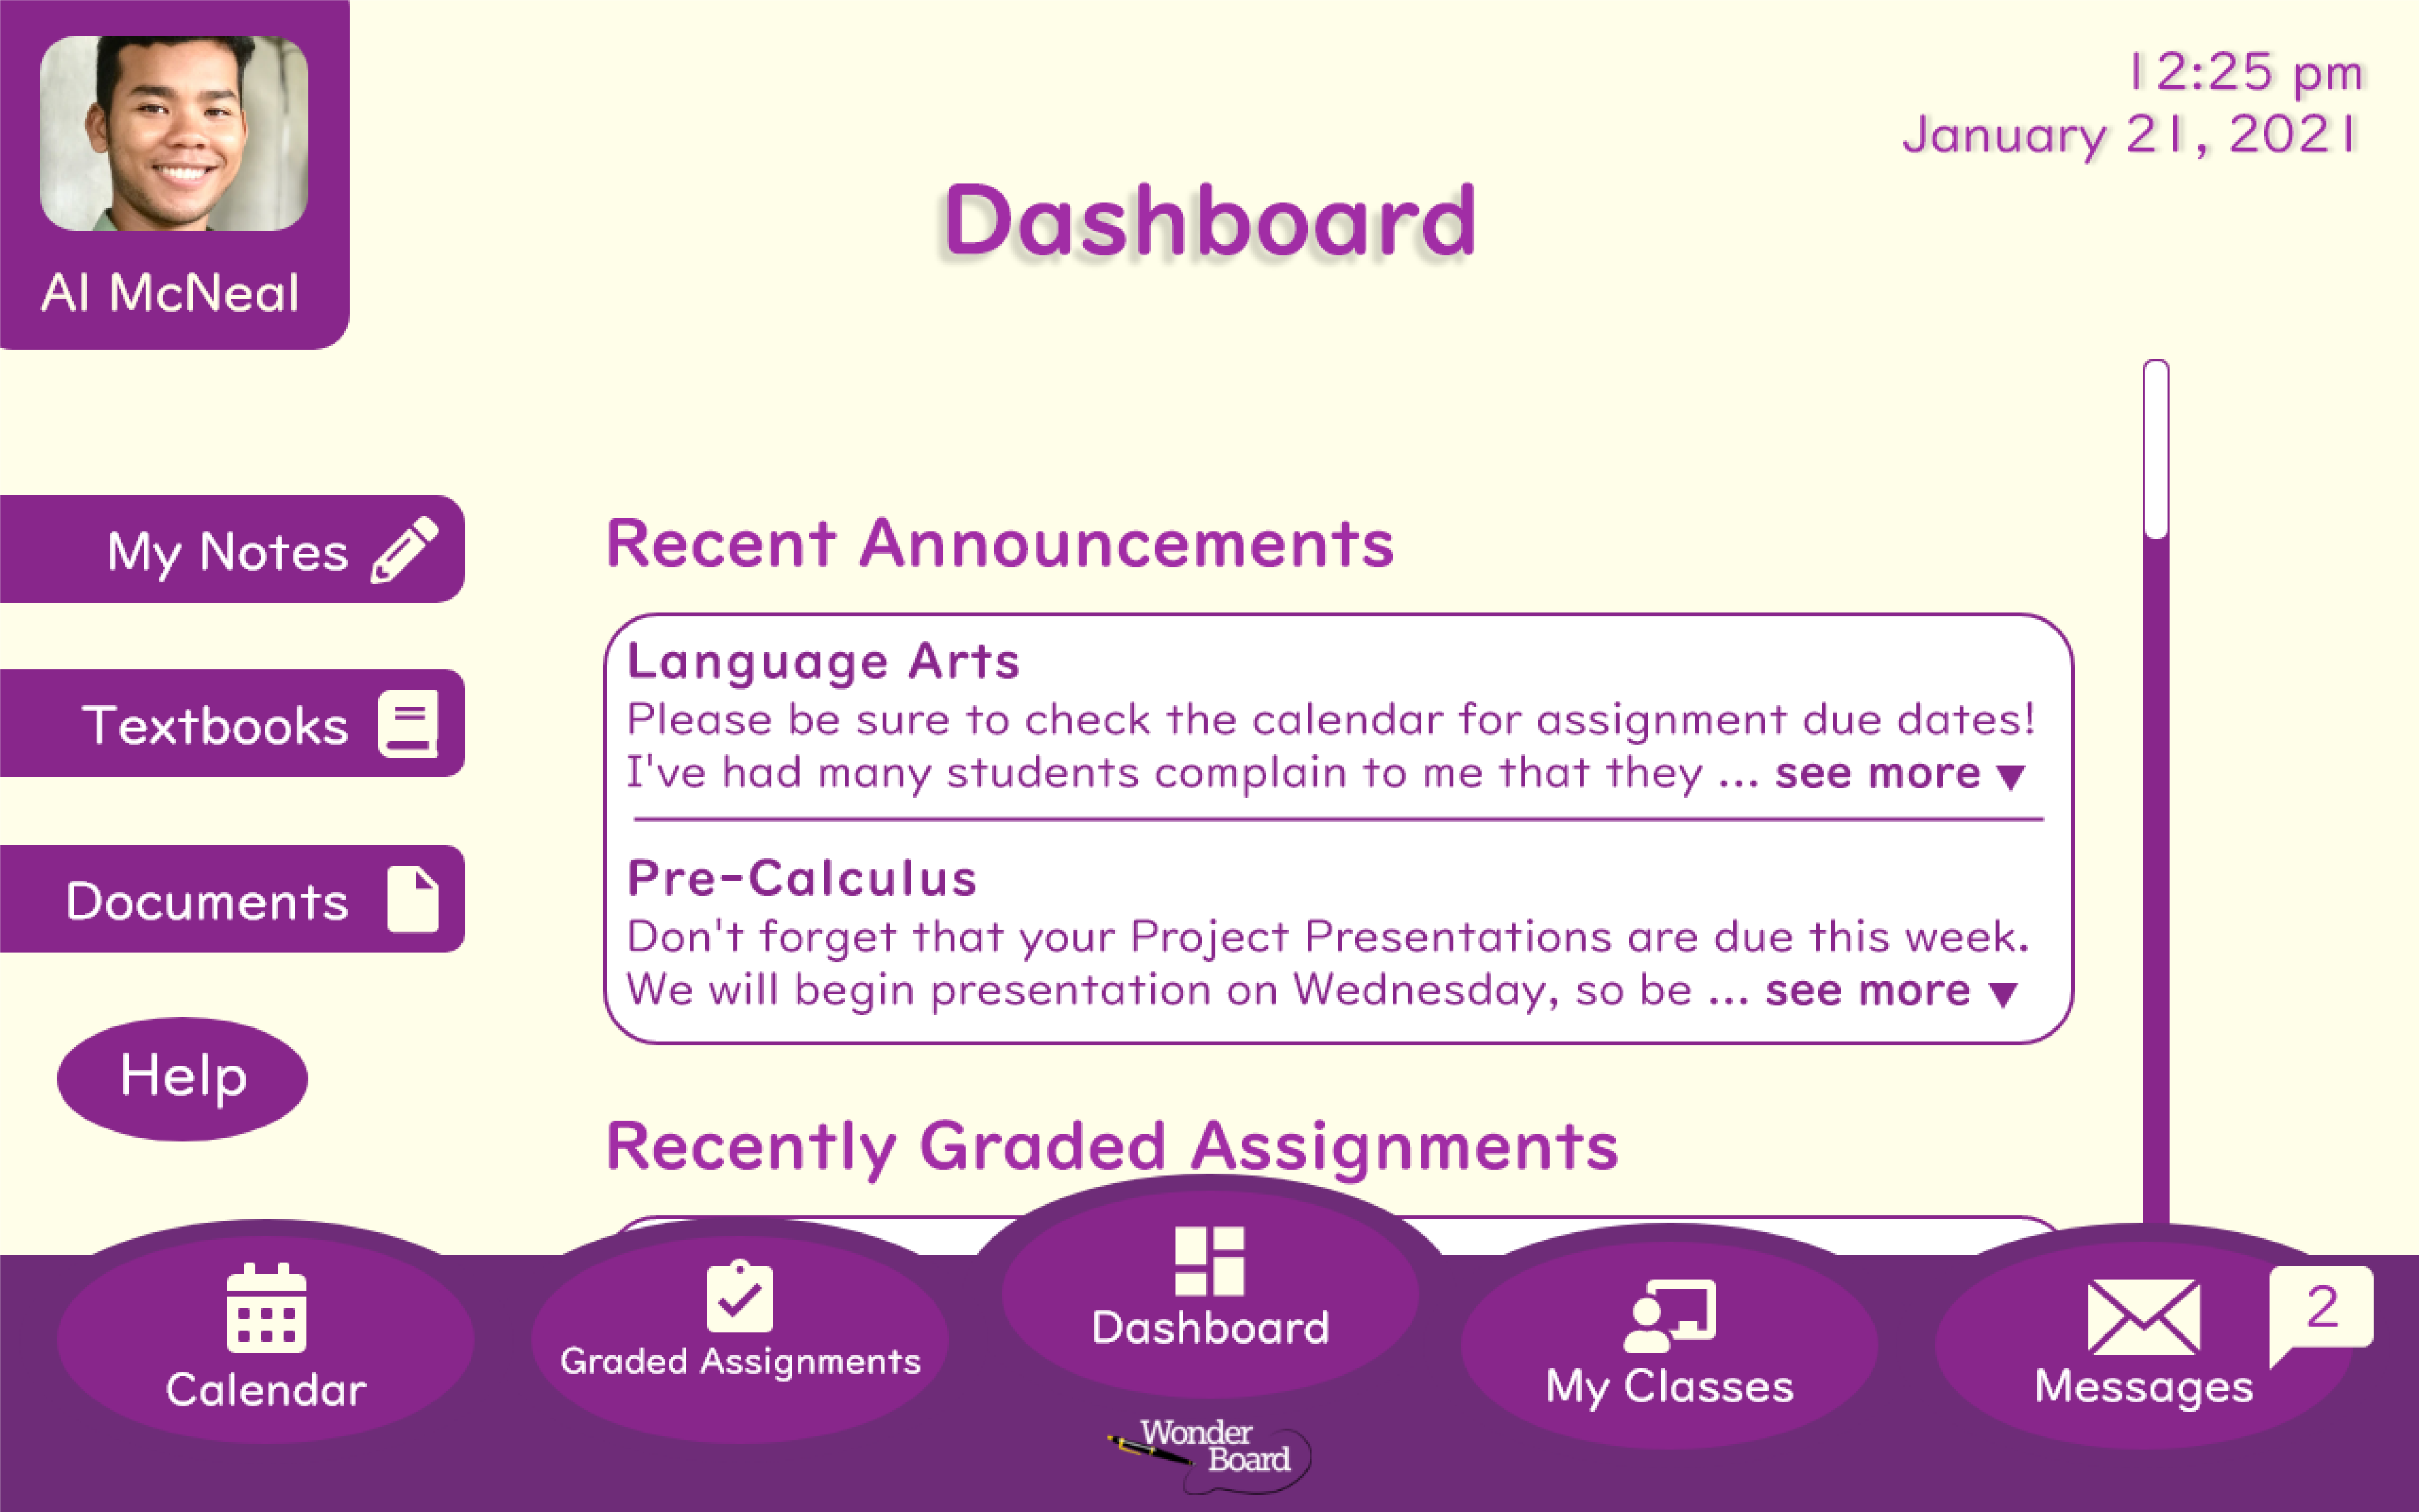 Al McNeal
12:25 pm
January 21, 2021
Dashboard
My Notes
Textbooks
Documents
Help
Recent Announcements
Language Arts
Please be sure to check the calendar for assignment due dates!
I've had many students complain to me that they ... see more ▼
Pre-Calculus
Don't forget that your Project Presentations are due this week.
We will begin presentation on Wednesday, so be ... see more ▼
Recently Graded Assignments
Calendar
Graded Assignments
Dashboard
My Classes
Messages
2
Wonder
Board